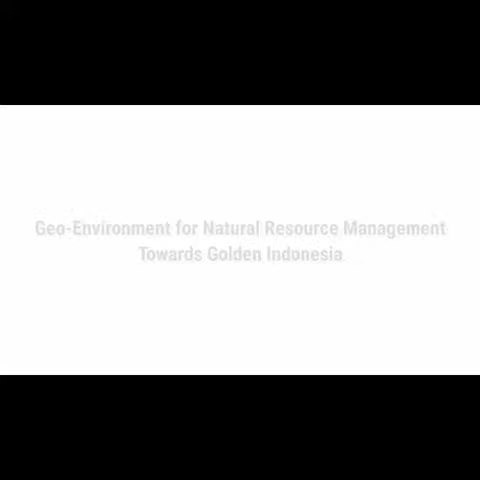 Geo-Environment for Natural Resource Management
Towards Golden Indonesia